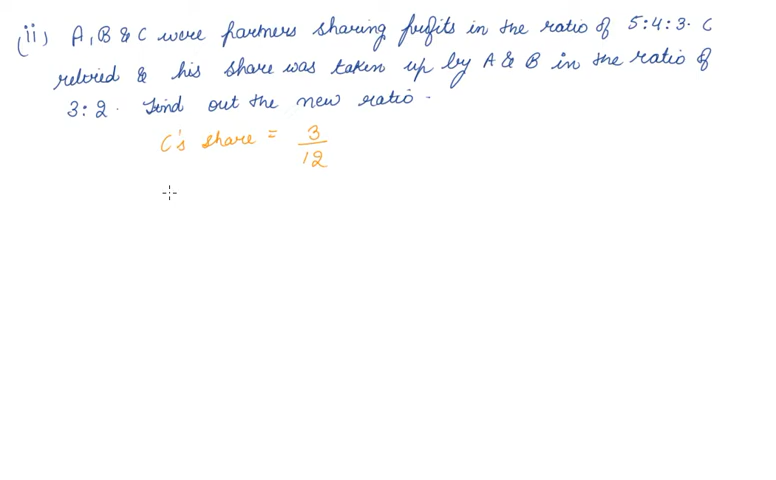 (ii) A, B & C were partners sharing profits in the ratio of 5:4:3. C
retired & his share was taken up by A & B in the ratio of
3:2. Find out the new ratio.
C's share = 3/12